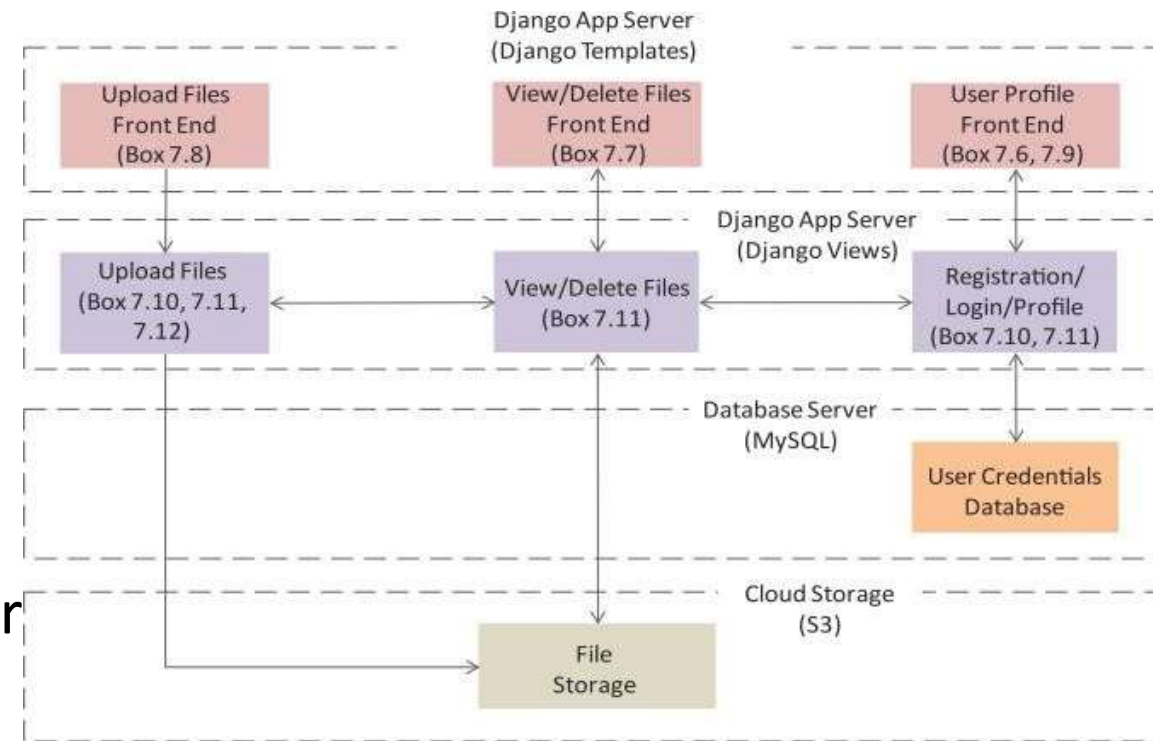 Django App Server
(Django Templates)
Upload Files
Front End
(Box 7.8)
View/Delete Files
Front End
(Box 7.7)
User Profile
Front End
(Box 7.6, 7.9)
Django App Server
(Django Views)
Upload Files
(Box 7.10, 7.11,
7.12)
View/Delete Files
(Box 7.11)
Registration/
Login/Profile
(Box 7.10, 7.11)
Database Server
(MySQL)
User Credentials
Database
r
Cloud Storage
(S3)
File
Storage